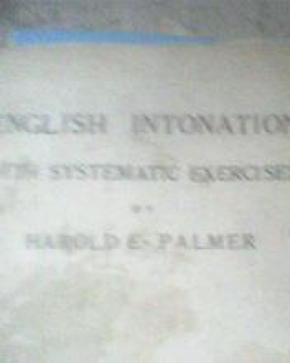 ENGLISH INTONATION
WITH SYSTEMATIC EXERCISES
BY
HAROLD E. PALMER